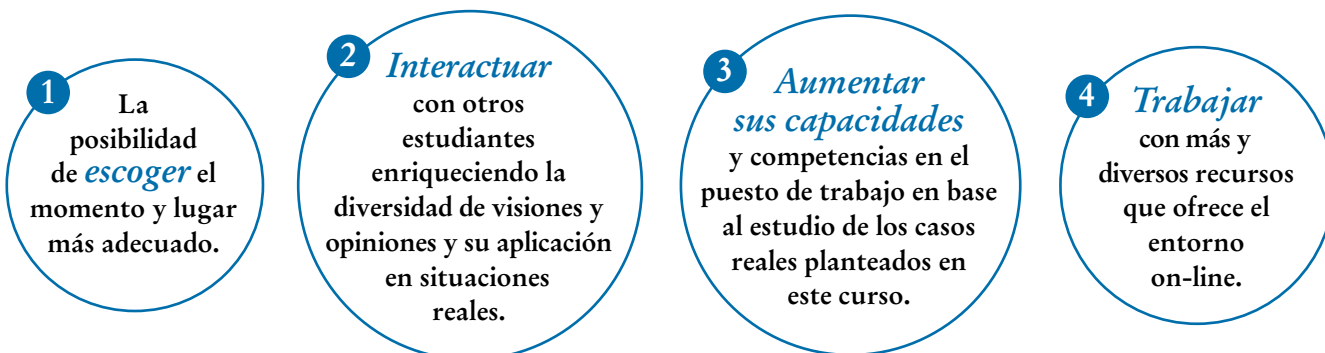 1
La
posibilidad
de escoger el
momento y lugar
más adecuado.
2
Interactuar
con otros
estudiantes
enriqueciendo la
diversidad de visiones y
opiniones y su aplicación
en situaciones
reales.
3
Aumentar
sus capacidades
y competencias en el
puesto de trabajo en base
al estudio de los casos
reales planteados en
este curso.
4
Trabajar
con más y
diversos recursos
que ofrece el
entorno
on-line.